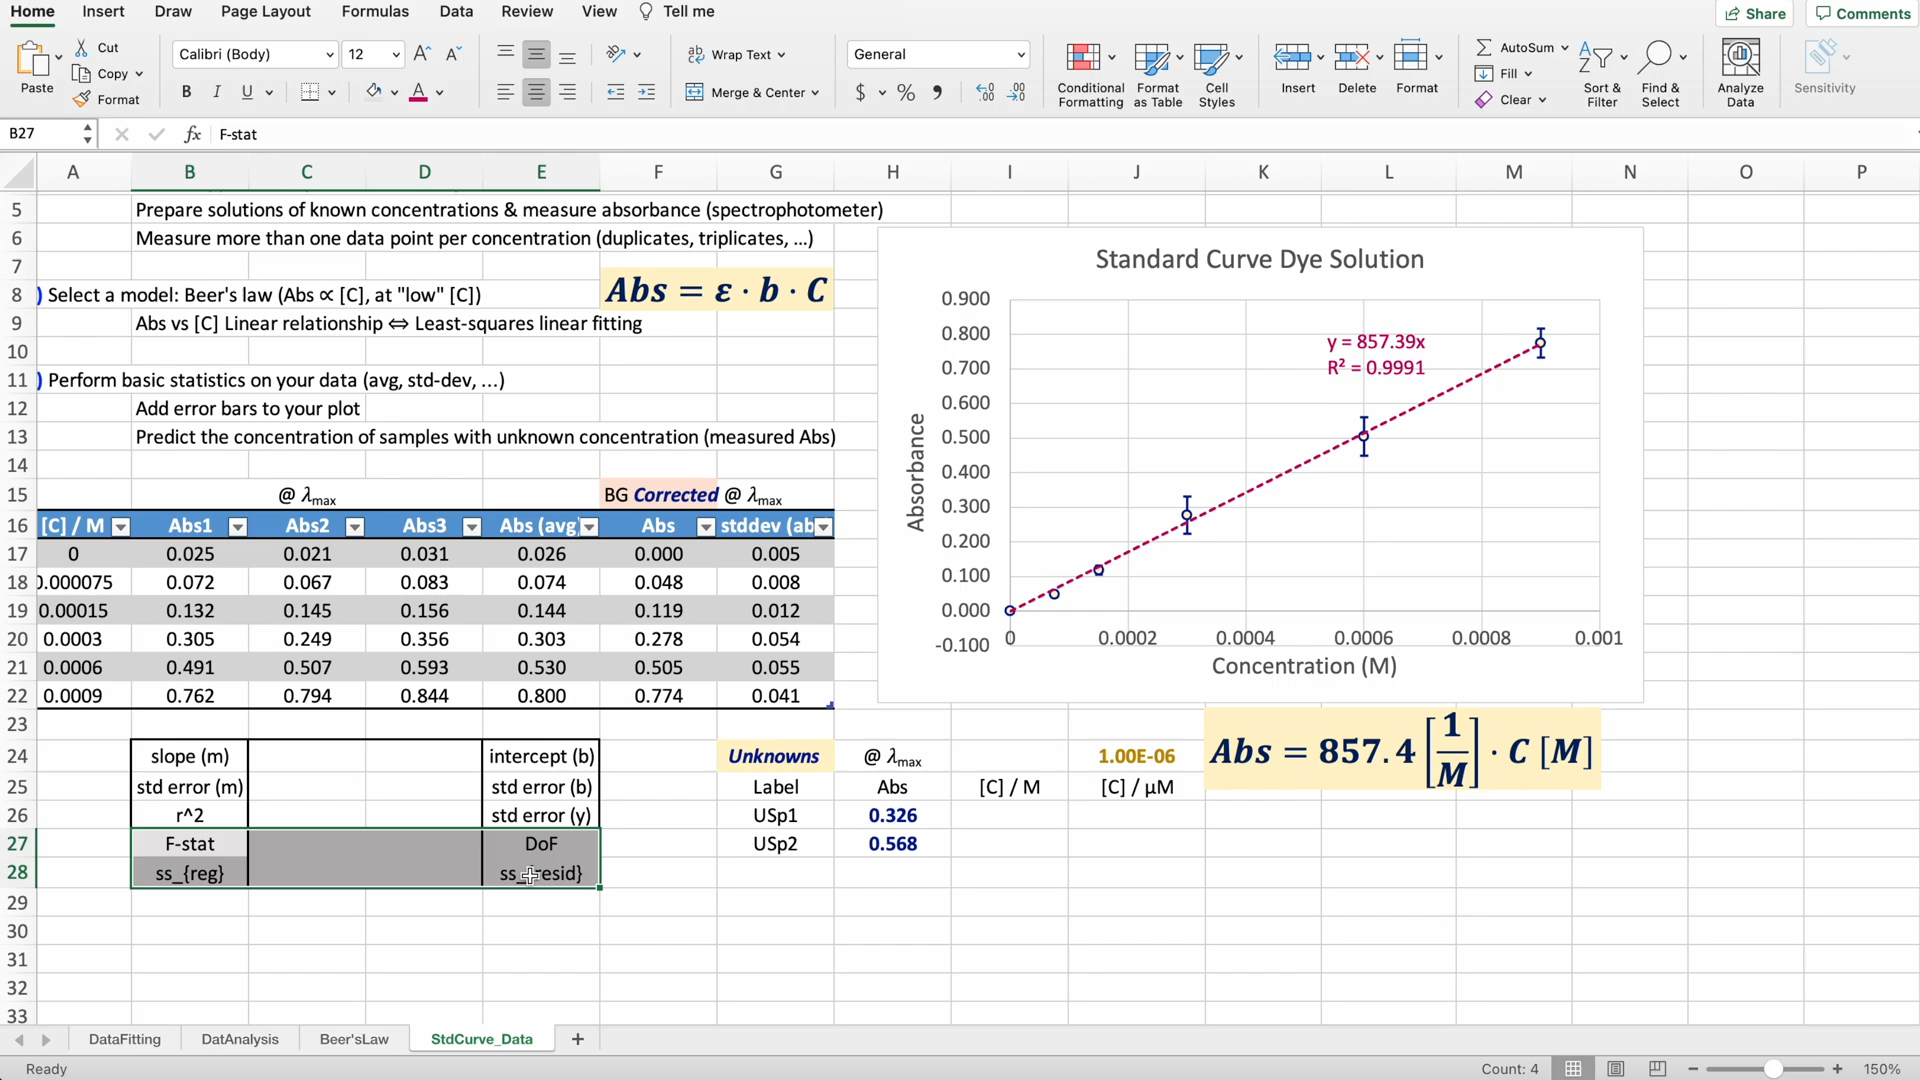 Home Insert Draw Page Layout Formulas Data Review View Tell me Share Comments
Paste Cut Copy Format
Calibri (Body) 12
B I U A
Wrap Text
Merge & Center
General
$ % 9
Conditional Formatting
Format as Table
Cell Styles
Insert Delete Format
AutoSum
Fill
Clear
Sort & Filter
Find & Select
Analyze Data
Sensitivity
B27 fx F-stat
A B C D E F G H I J K L M N O P
5 Prepare solutions of known concentrations & measure absorbance (spectrophotometer)
6 Measure more than one data point per concentration (duplicates, triplicates, ...)
7
8 ) Select a model: Beer's law (Abs ∝ [C], at "low" [C]) Abs = ε · b · C
9 Abs vs [C] Linear relationship ⇔ Least-squares linear fitting
10
11 ) Perform basic statistics on your data (avg, std-dev, ...)
12 Add error bars to your plot
13 Predict the concentration of samples with unknown concentration (measured Abs)
14
15 @ λmax BG Corrected @ λmax
16 [C] / M Abs1 Abs2 Abs3 Abs (avg) Abs stddev (ab
17 0 0.025 0.021 0.031 0.026 0.000 0.005
18 0.000075 0.072 0.067 0.083 0.074 0.048 0.008
19 0.00015 0.132 0.145 0.156 0.144 0.119 0.012
20 0.0003 0.305 0.249 0.356 0.303 0.278 0.054
21 0.0006 0.491 0.507 0.593 0.530 0.505 0.055
22 0.0009 0.762 0.794 0.844 0.800 0.774 0.041
23
Standard Curve Dye Solution
0.900
0.800
0.700
0.600
0.500
0.400
0.300
0.200
0.100
0.000
-0.100
Absorbance
y = 857.39x
R² = 0.9991
0 0.0002 0.0004 0.0006 0.0008 0.001
Concentration (M)
24 slope (m) intercept (b) Unknowns @ λmax 1.00E-06
25 std error (m) std error (b) Label Abs [C] / M [C] / μM
26 r^2 std error (y) USp1 0.326
27 F-stat DoF USp2 0.568
28 ss_{reg} ss_{resid}
Abs = 857.4 [1/M] · C [M]
29
30
31
32
33
DataFitting DatAnalysis Beer'sLaw StdCurve_Data +
Ready Count: 4 − + 150%